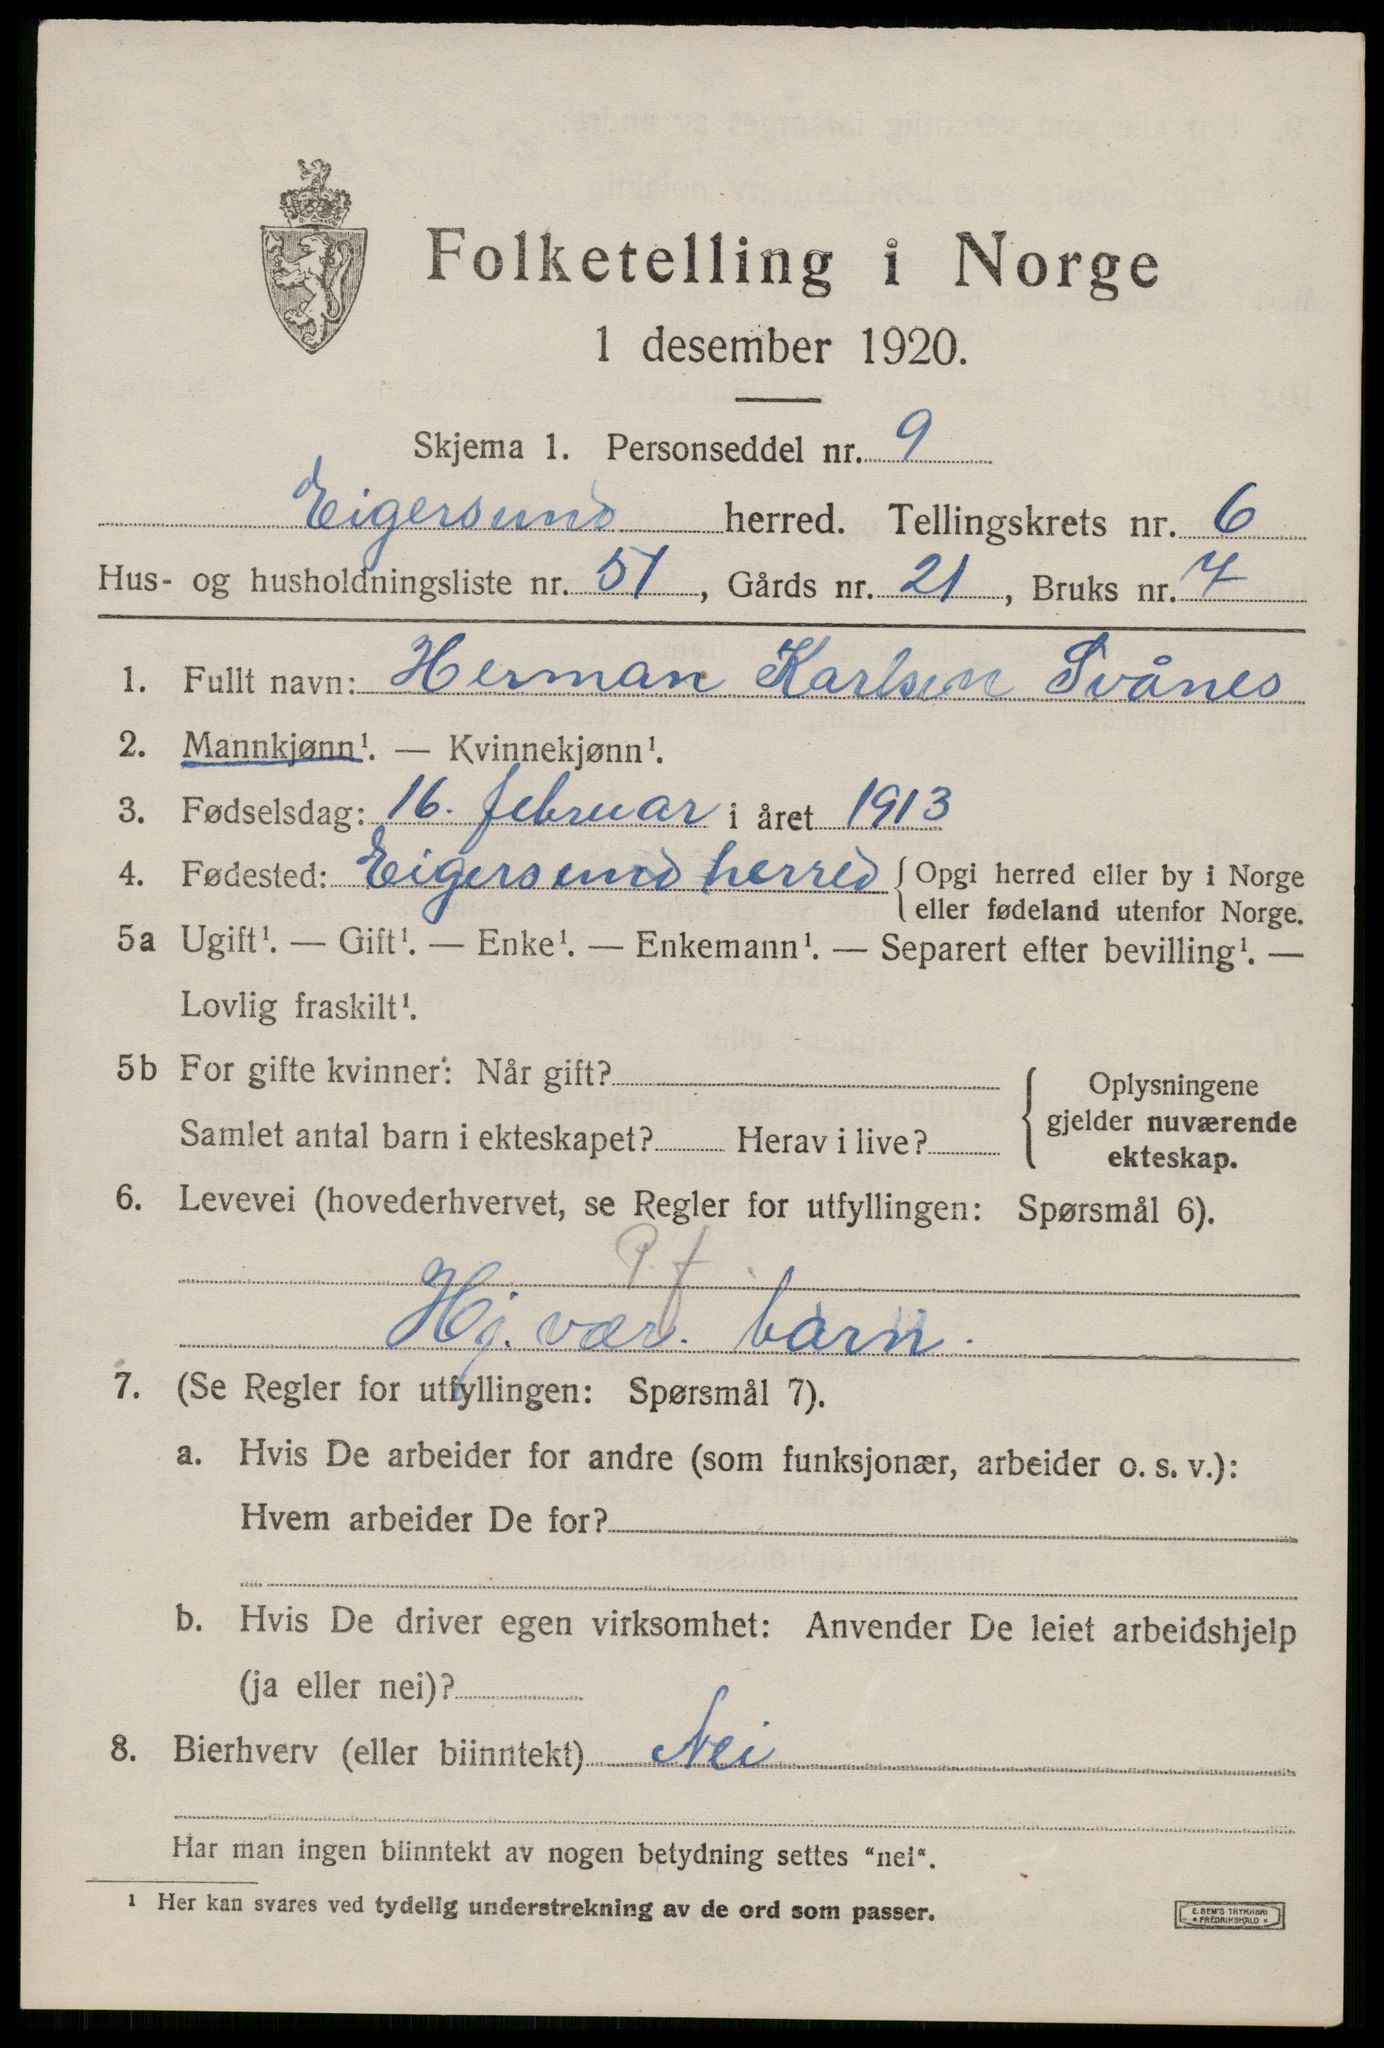 Folketelling i Norge
1 desember 1920.
Skjema 1. Personseddel nr. 9
Eigersund herred. Tellingskrets nr. 6
Hus- og husholdningsliste nr. 51, Gårds nr. 21, Bruks nr. 7
1. Fullt navn: Herman Karlsen Svånes
2. Mannkjønn¹. — Kvinnekjønn¹.
3. Fødselsdag: 16. februar i året 1913
4. Fødested: Eigersund herred { Opgi herred eller by i Norge
eller fødeland utenfor Norge.
5a Ugift¹. — Gift¹. — Enke¹. — Enkemann¹. — Separert efter bevilling¹. —
Lovlig fraskilt¹.
5b For gifte kvinner: Når gift?
Samlet antal barn i ekteskapet? Herav i live?
Oplysningene
gjelder nuværende
ekteskap.
6. Levevei (hovederhvervet, se Regler for utfyllingen: Spørsmål 6).
Hj. vær. barn.
7. (Se Regler for utfyllingen: Spørsmål 7).
a. Hvis De arbeider for andre (som funksjonær, arbeider o. s. v.):
Hvem arbeider De for?
b. Hvis De driver egen virksomhet: Anvender De leiet arbeidshjelp
(ja eller nei)?
8. Bierhverv (eller biinntekt) Nei
Har man ingen biinntekt av nogen betydning settes "nei".
¹ Her kan svares ved tydelig understrekning av de ord som passer.
E. SEM'S TRYKKERI
FREDRIKSHALD